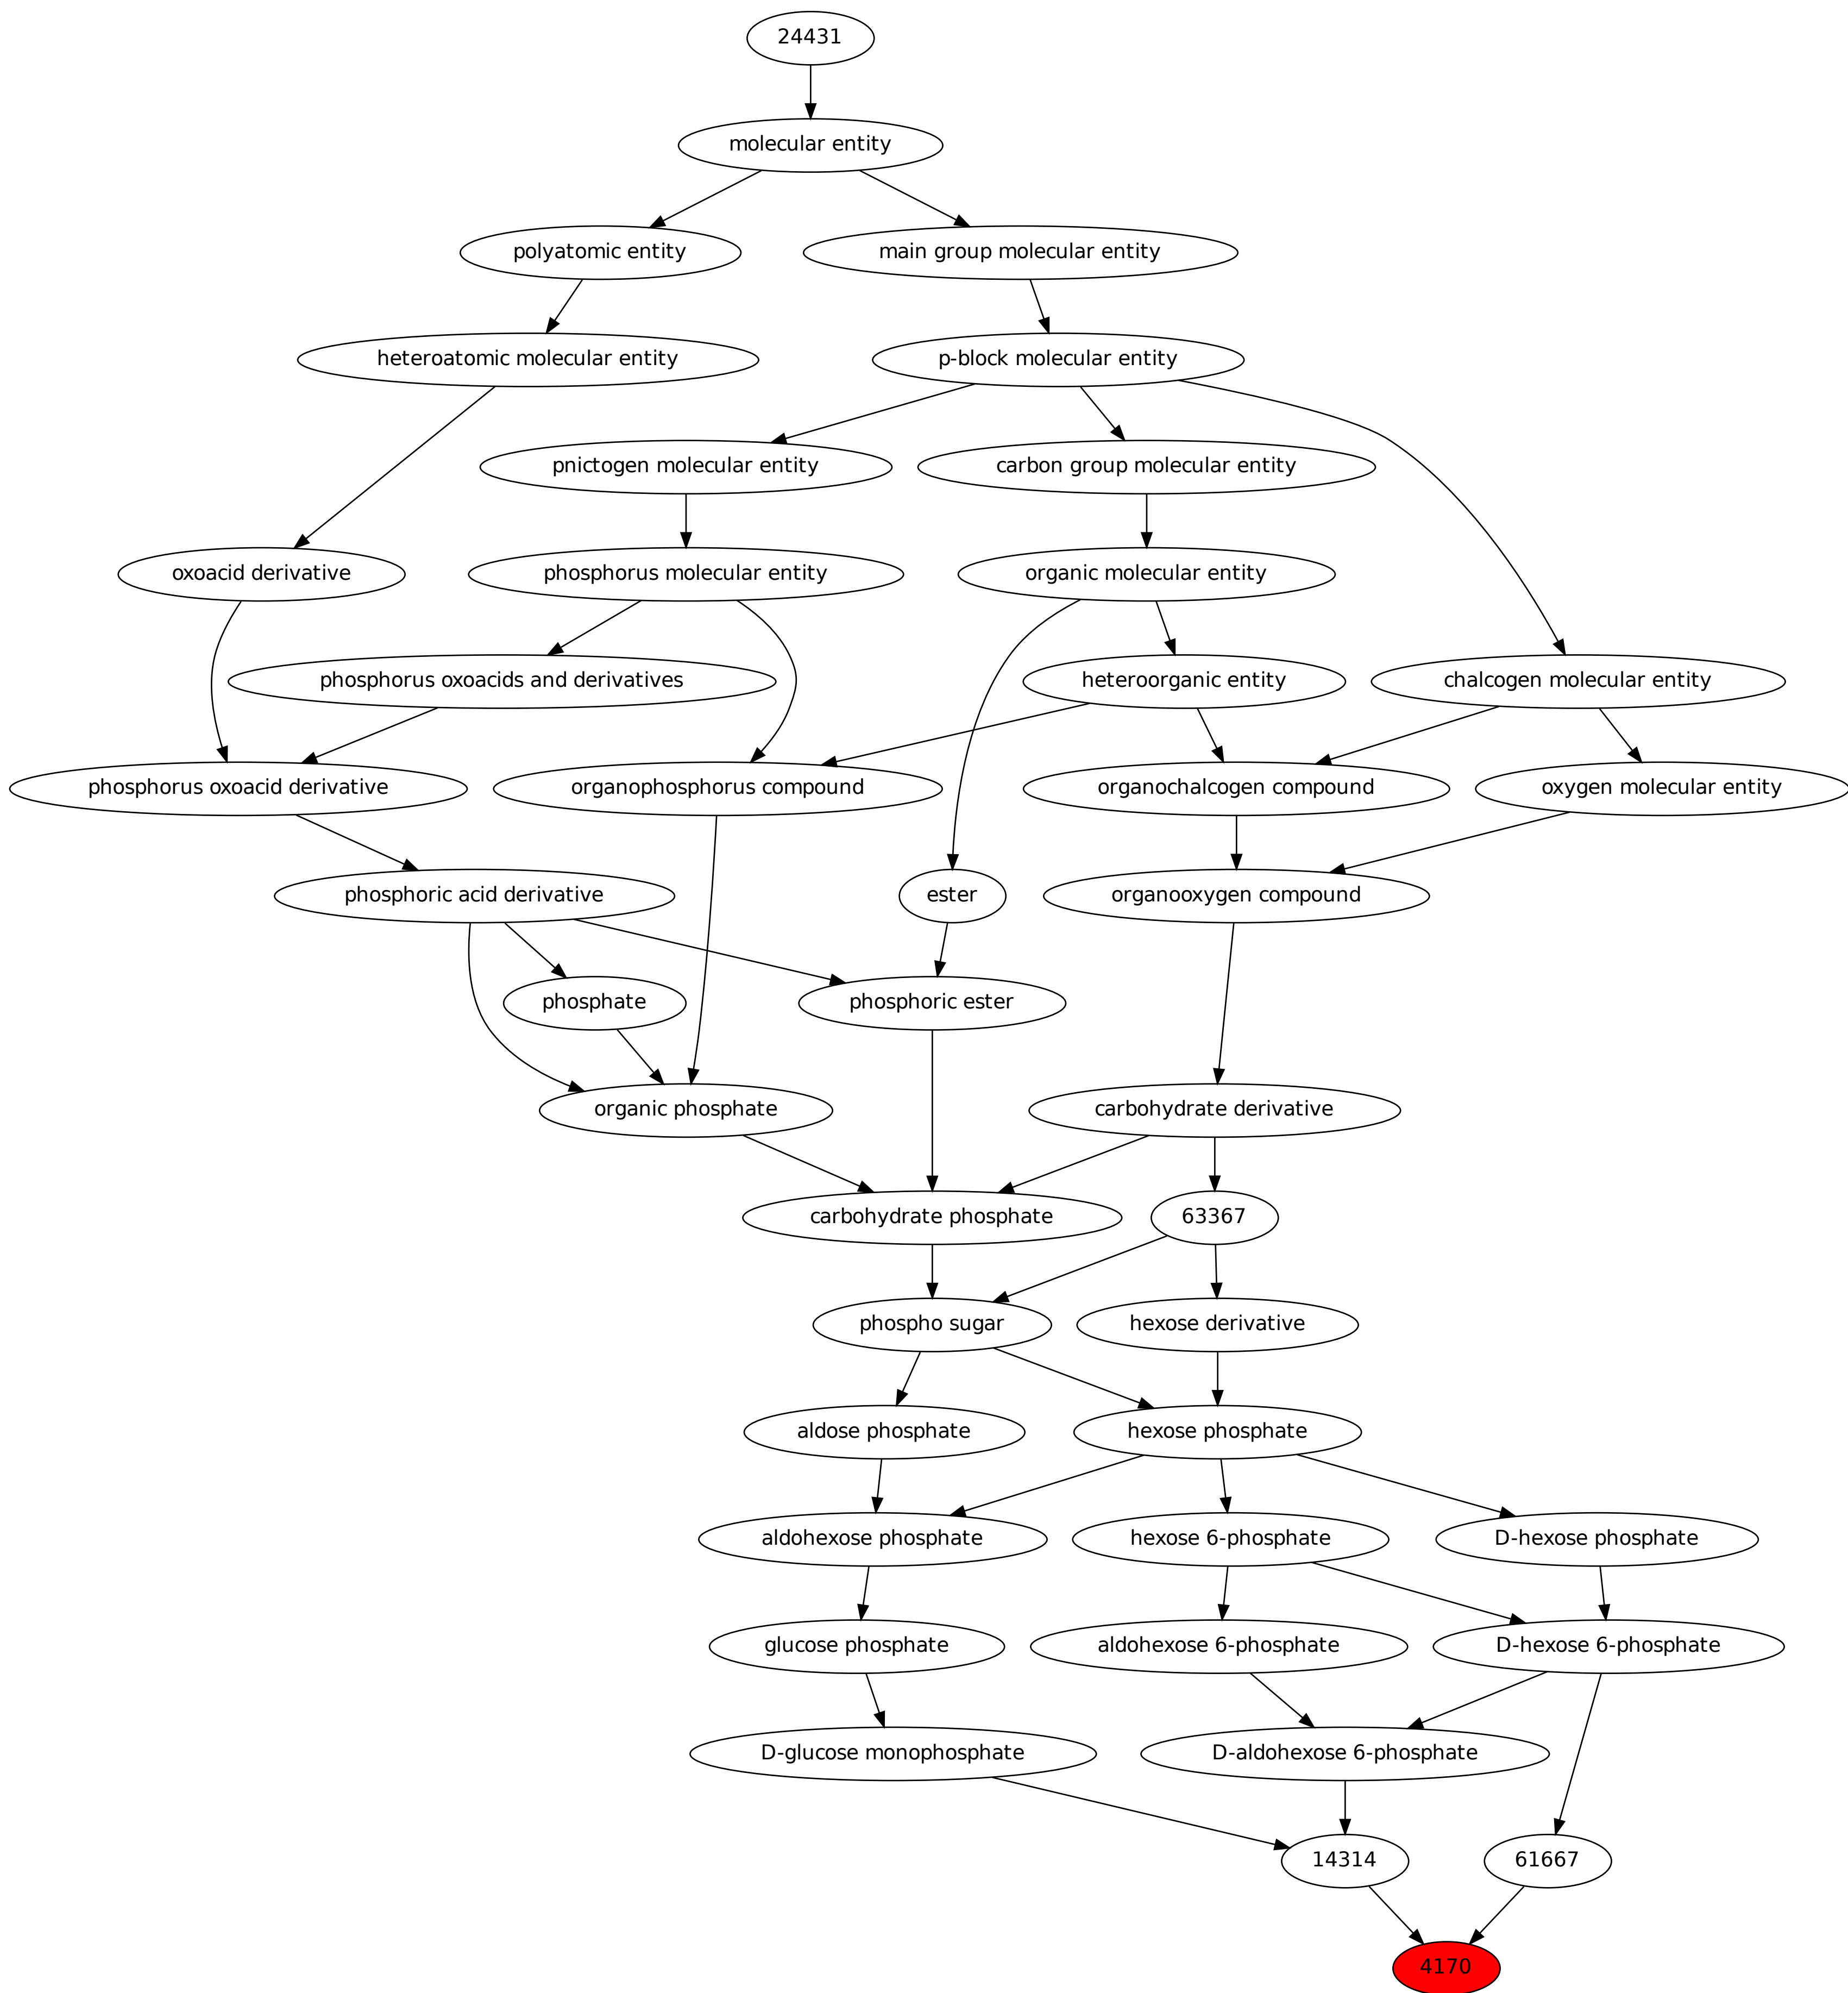 24431
molecular entity
polyatomic entity
main group molecular entity
heteroatomic molecular entity
p-block molecular entity
pnictogen molecular entity
carbon group molecular entity
oxoacid derivative
phosphorus molecular entity
organic molecular entity
phosphorus oxoacids and derivatives
heteroorganic entity
chalcogen molecular entity
phosphorus oxoacid derivative
organophosphorus compound
organochalcogen compound
oxygen molecular entity
phosphoric acid derivative
ester
organooxygen compound
phosphate
phosphoric ester
organic phosphate
carbohydrate derivative
carbohydrate phosphate
63367
phospho sugar
hexose derivative
aldose phosphate
hexose phosphate
aldohexose phosphate
hexose 6-phosphate
D-hexose phosphate
glucose phosphate
aldohexose 6-phosphate
D-hexose 6-phosphate
D-glucose monophosphate
D-aldohexose 6-phosphate
14314
61667
4170